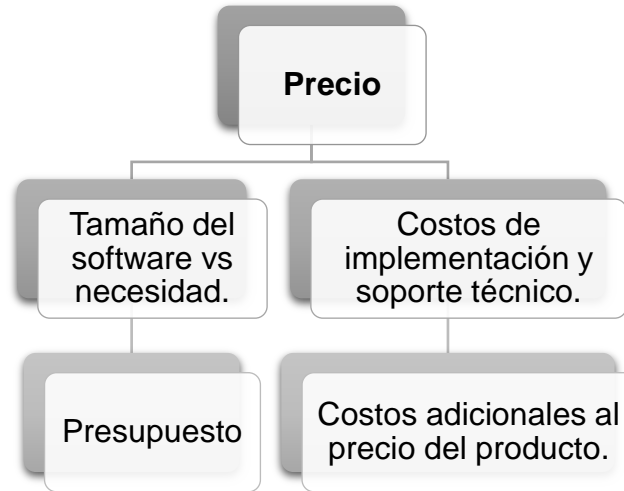 Precio
Tamaño del
software vs
necesidad.
Costos de
implementación y
soporte técnico.
Presupuesto
Costos adicionales al
precio del producto.